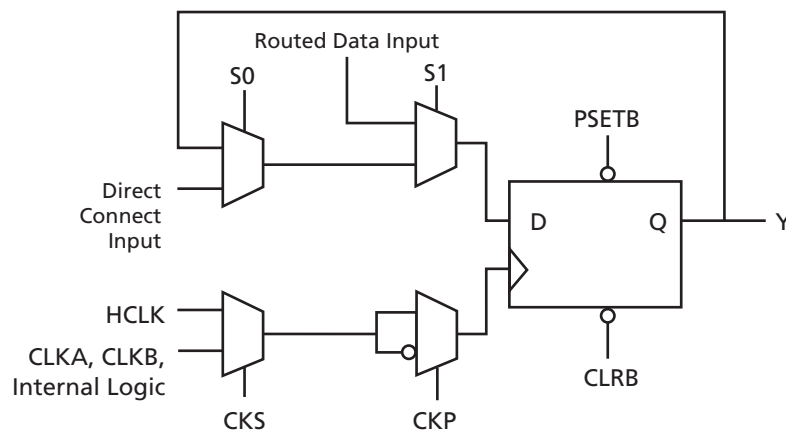 Routed Data Input
S0
S1
PSETB
Direct
Connect
Input
D
Q
Y
HCLK
CLKA, CLKB,
Internal Logic
CKS
CKP
CLRB